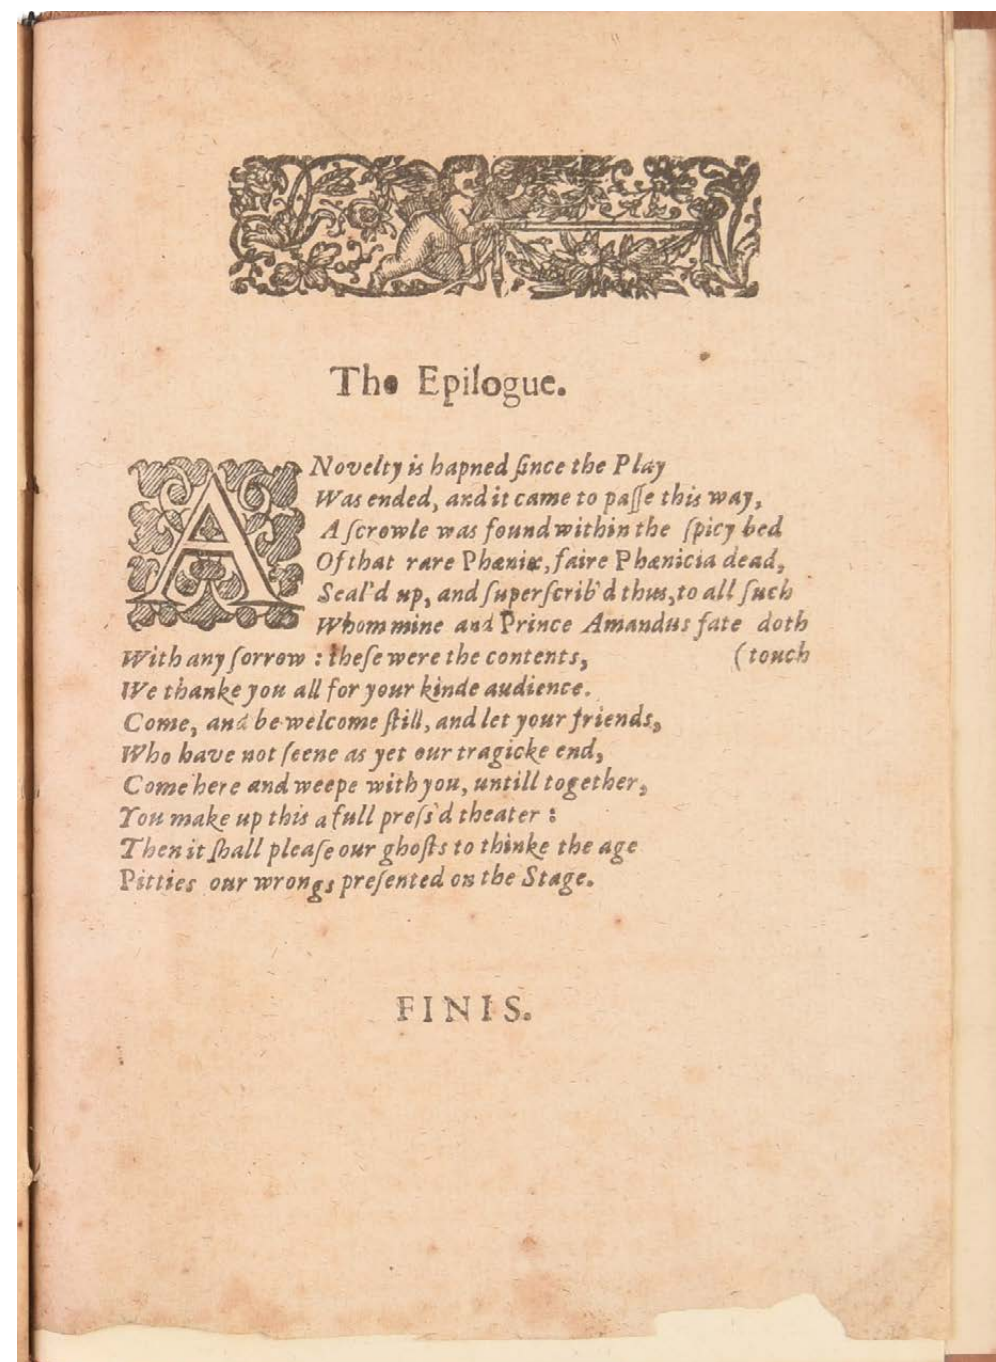 The Epilogue.
A Novelty is hapned ſince the Play
Was ended, and it came to paſſe this way,
A ſcrowle was found within the ſpicy bed
Of that rare Phœnix, faire Phœnicia dead,
Seal'd up, and ſuperſcrib'd thus, to all ſuch
Whom mine and Prince Amandus fate doth
With any ſorrow : theſe were the contents, (touch
We thanke you all for your kinde audience.
Come, and be welcome ſtill, and let your friends,
Who have not ſeene as yet our tragicke end,
Come here and weepe with you, untill together,
You make up this a full preſs'd theater :
Then it ſhall pleaſe our ghoſts to thinke the age
Pitties our wrongs preſented on the Stage.
FINIS.